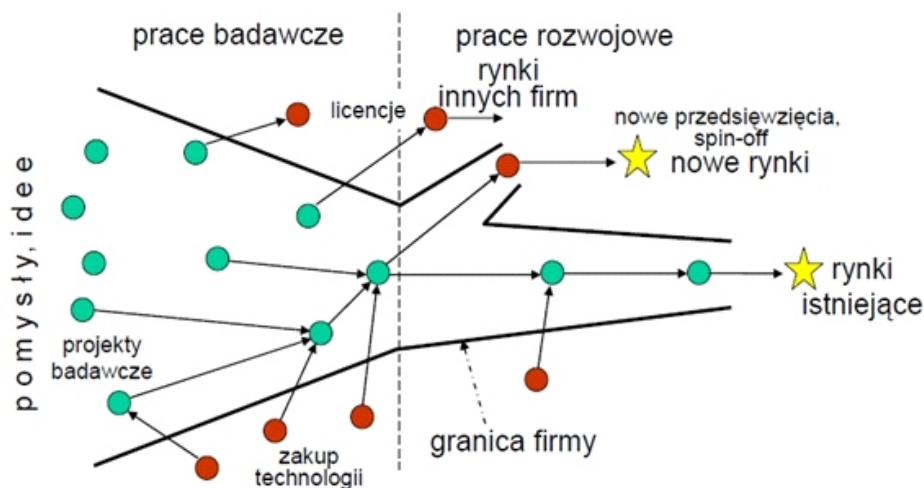 prace badawcze
prace rozwojowe
rynki
innych firm
licencje
nowe przedsięwzięcia,
spin-off
nowe rynki
pomysły, idee
rynki
istniejące
projekty
badawcze
granica firmy
zakup
technologii